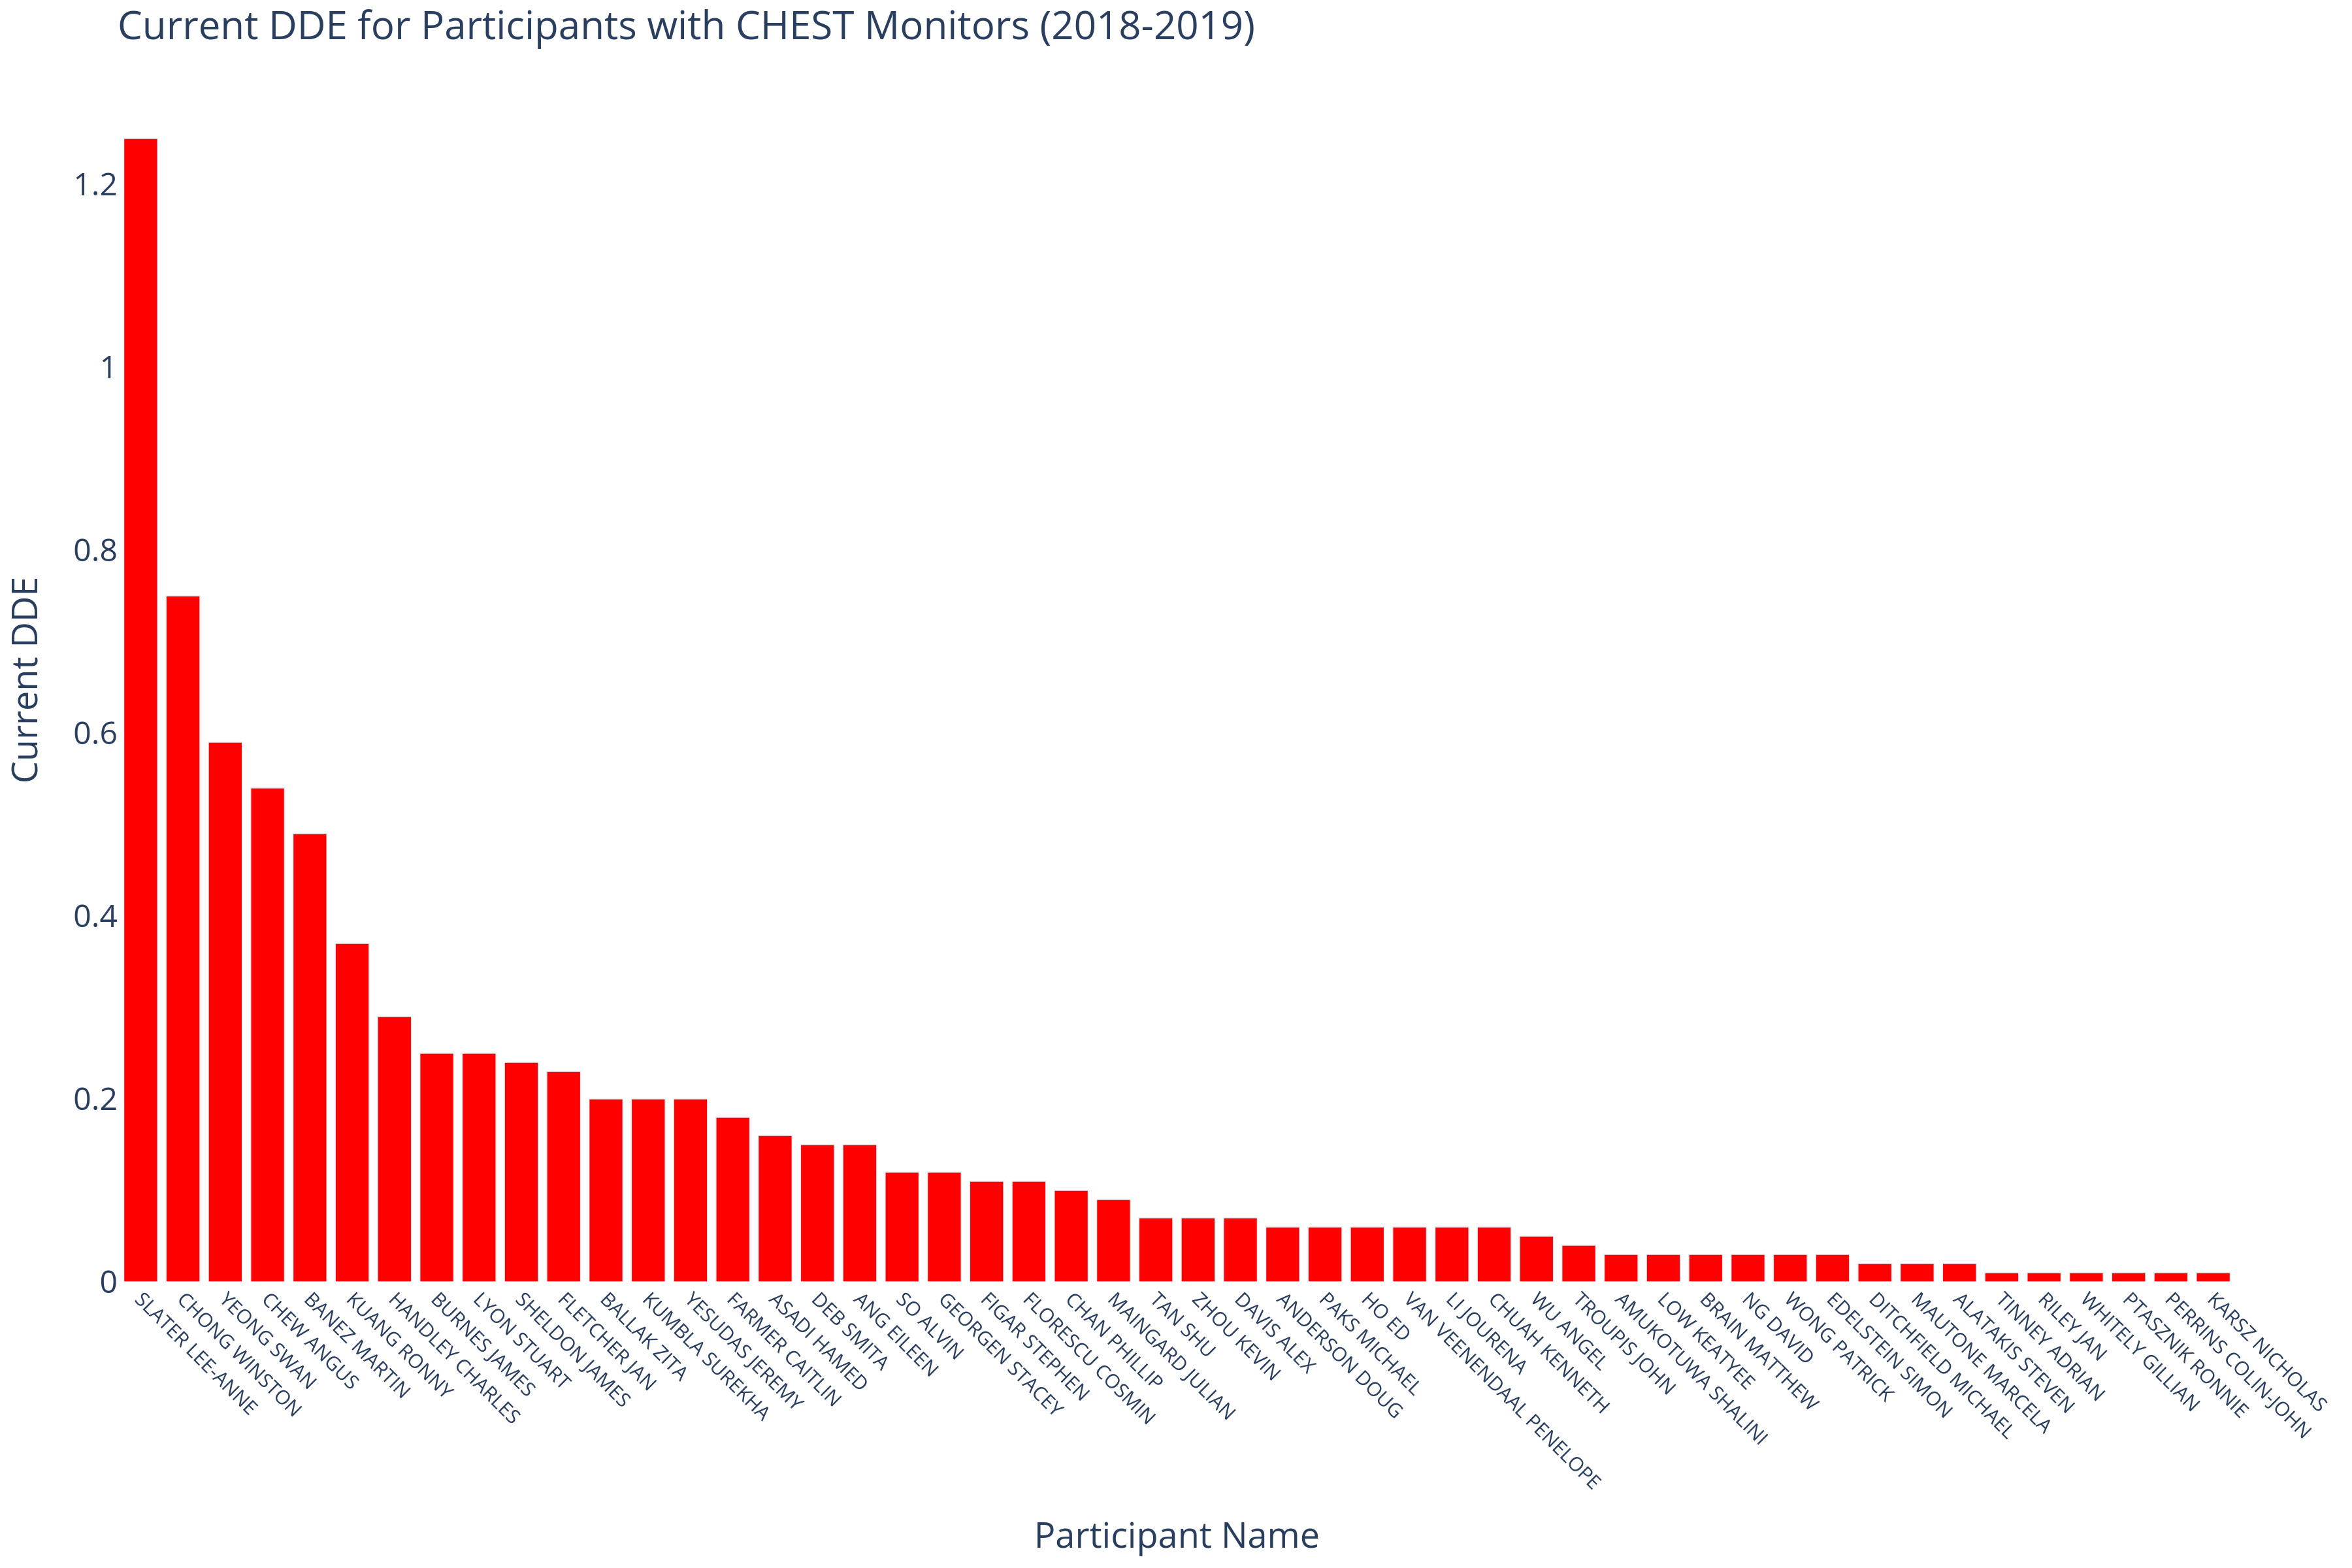 Current DDE for Participants with CHEST Monitors (2018-2019)
1.2
1
0.8
0.6
0.4
0.2
0
Current DDE
SLATER LEE-ANNE
CHONG WINSTON
YEONG SWAN
CHEW ANGUS
BANEZ MARTIN
KUANG RONNY
HANDLEY CHARLES
BURNES JAMES
LYON STUART
SHELDON JAMES
FLETCHER JAN
BALLAK ZITA
KUMBLA SUREKHA
YESUDAS JEREMY
FARMER CAITLIN
ASADI HAMED
DEB SMITA
ANG EILEEN
SO ALVIN
GEORGEN STACEY
FIGAR STEPHEN
FLORESCU COSMIN
CHAN PHILLIP
MAINGARD JULIAN
TAN SHU
ZHOU KEVIN
DAVIS ALEX
ANDERSON DOUG
PAKS MICHAEL
HO ED
VAN VEENENDAAL PENELOPE
LI JOURENA
CHUAH KENNETH
WU ANGEL
TROUPIS JOHN
AMUKOTUWA SHALINI
LOW KEATYEE
BRAIN MATTHEW
NG DAVID
WONG PATRICK
EDELSTEIN SIMON
DITCHFIELD MICHAEL
MAUTONE MARCELA
ALATAKIS STEVEN
TINNEY ADRIAN
RILEY JAN
WHITELY GILLIAN
PTASZNIK RONNIE
PERRINS COLIN-JOHN
KARSZ NICHOLAS
Participant Name